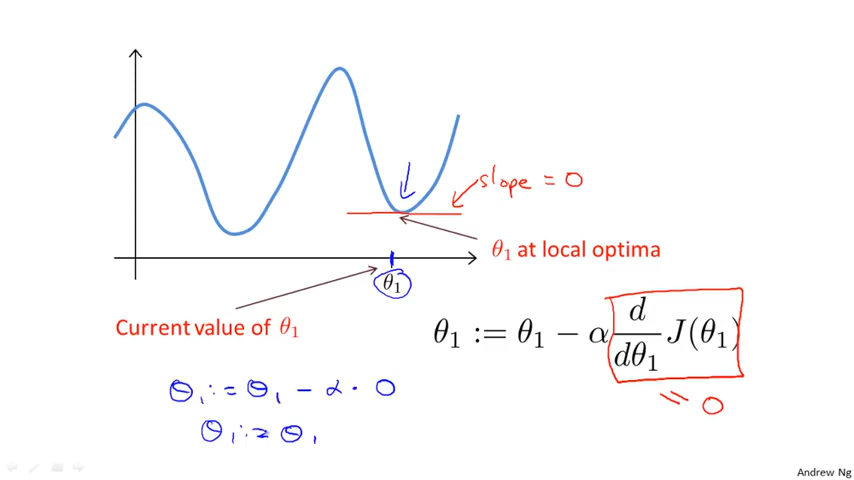 slope = 0
θ₁ at local optima
θ₁
Current value of θ₁
θ₁ := θ₁ − α d/dθ₁ J(θ₁)
= 0
θ₁ := θ₁ − α · 0
θ₁ := θ₁
Andrew Ng